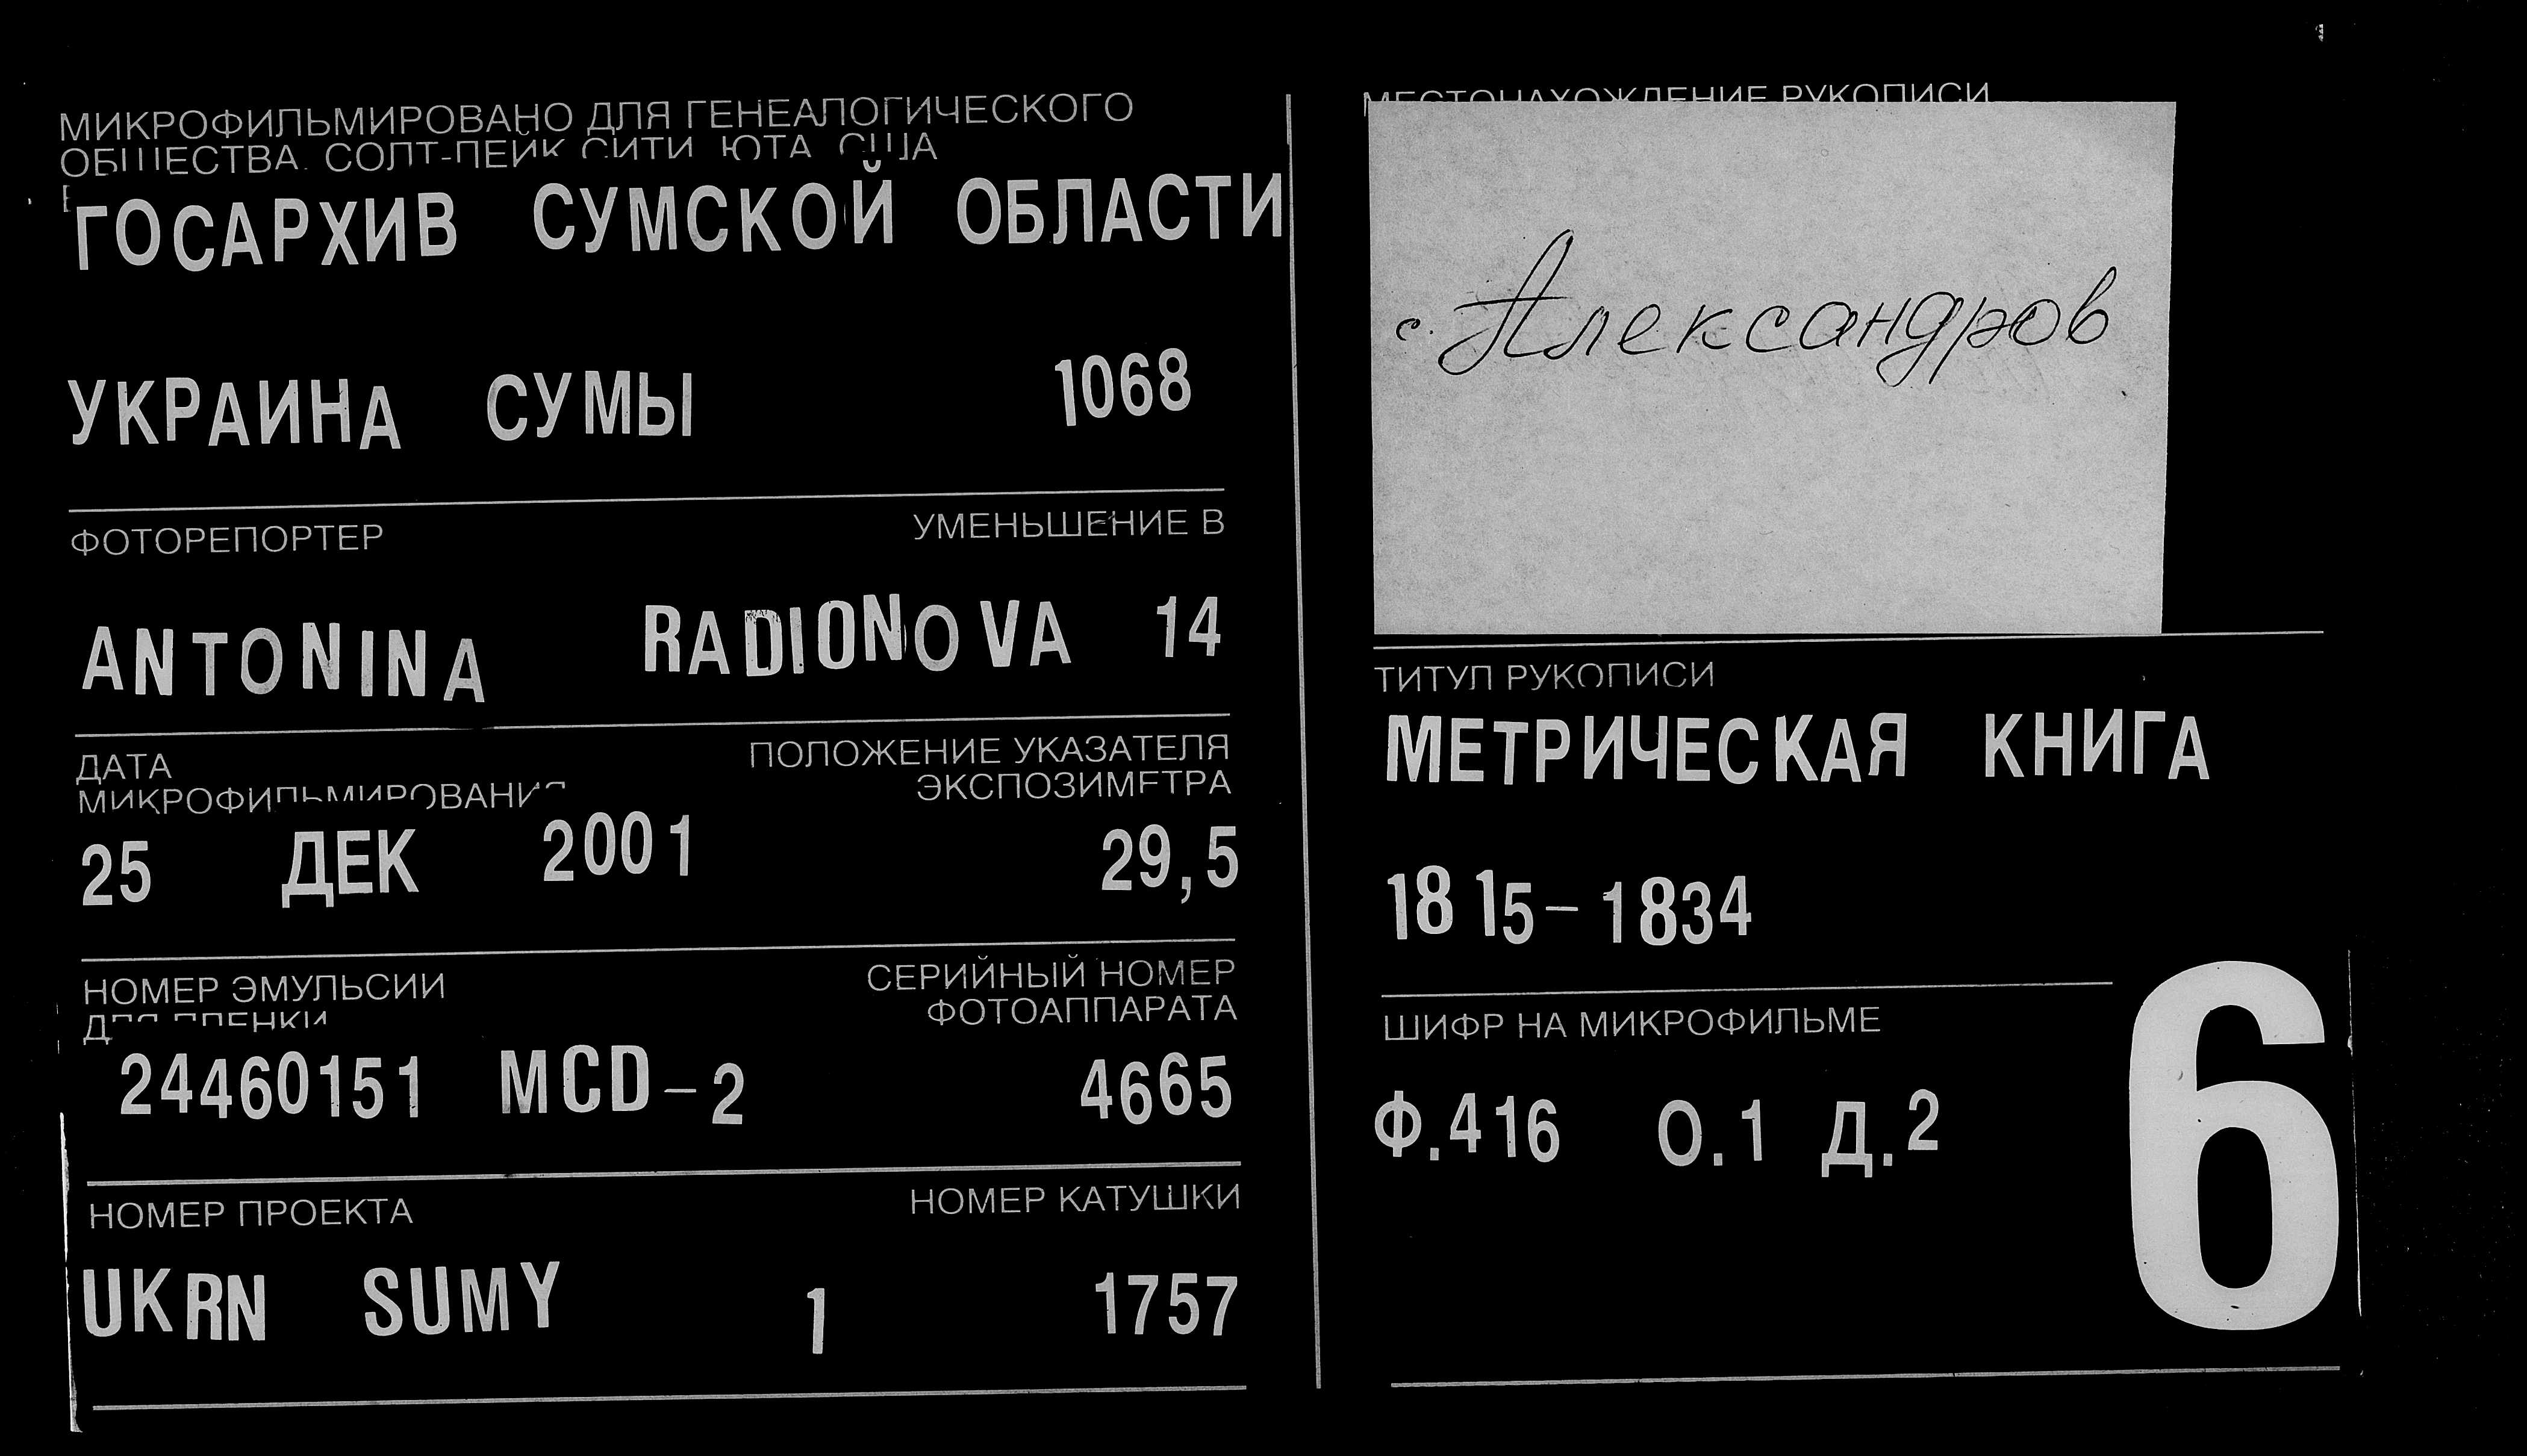 МИКРОФИЛЬМИРОВАНО ДЛЯ ГЕНЕАЛОГИЧЕСКОГО
ОБЩЕСТВА, СОЛТ-ЛЕЙК СИТИ, ЮТА, США
ГОСАРХИВ СУМСКОЙ ОБЛАСТИ
УКРАИНА СУМЫ 1068
ФОТОРЕПОРТЕР УМЕНЬШЕНИЕ В
ANTONINA RADIONOVA 14
ДАТА
МИКРОФИЛЬМИРОВАНИЯ
ПОЛОЖЕНИЕ УКАЗАТЕЛЯ
ЭКСПОЗИМЕТРА
25 ДЕК 2001 29,5
НОМЕР ЭМУЛЬСИИ
ДЛЯ ПЛЕНКИ
СЕРИЙНЫЙ НОМЕР
ФОТОАППАРАТА
24460151 MCD-2 4665
НОМЕР ПРОЕКТА НОМЕР КАТУШКИ
UKRN SUMY 1 1757
МЕСТОНАХОЖДЕНИЕ РУКОПИСИ
с. Александров
ТИТУЛ РУКОПИСИ
МЕТРИЧЕСКАЯ КНИГА
1815-1834
ШИФР НА МИКРОФИЛЬМЕ
Ф.416 О.1 Д.2
6